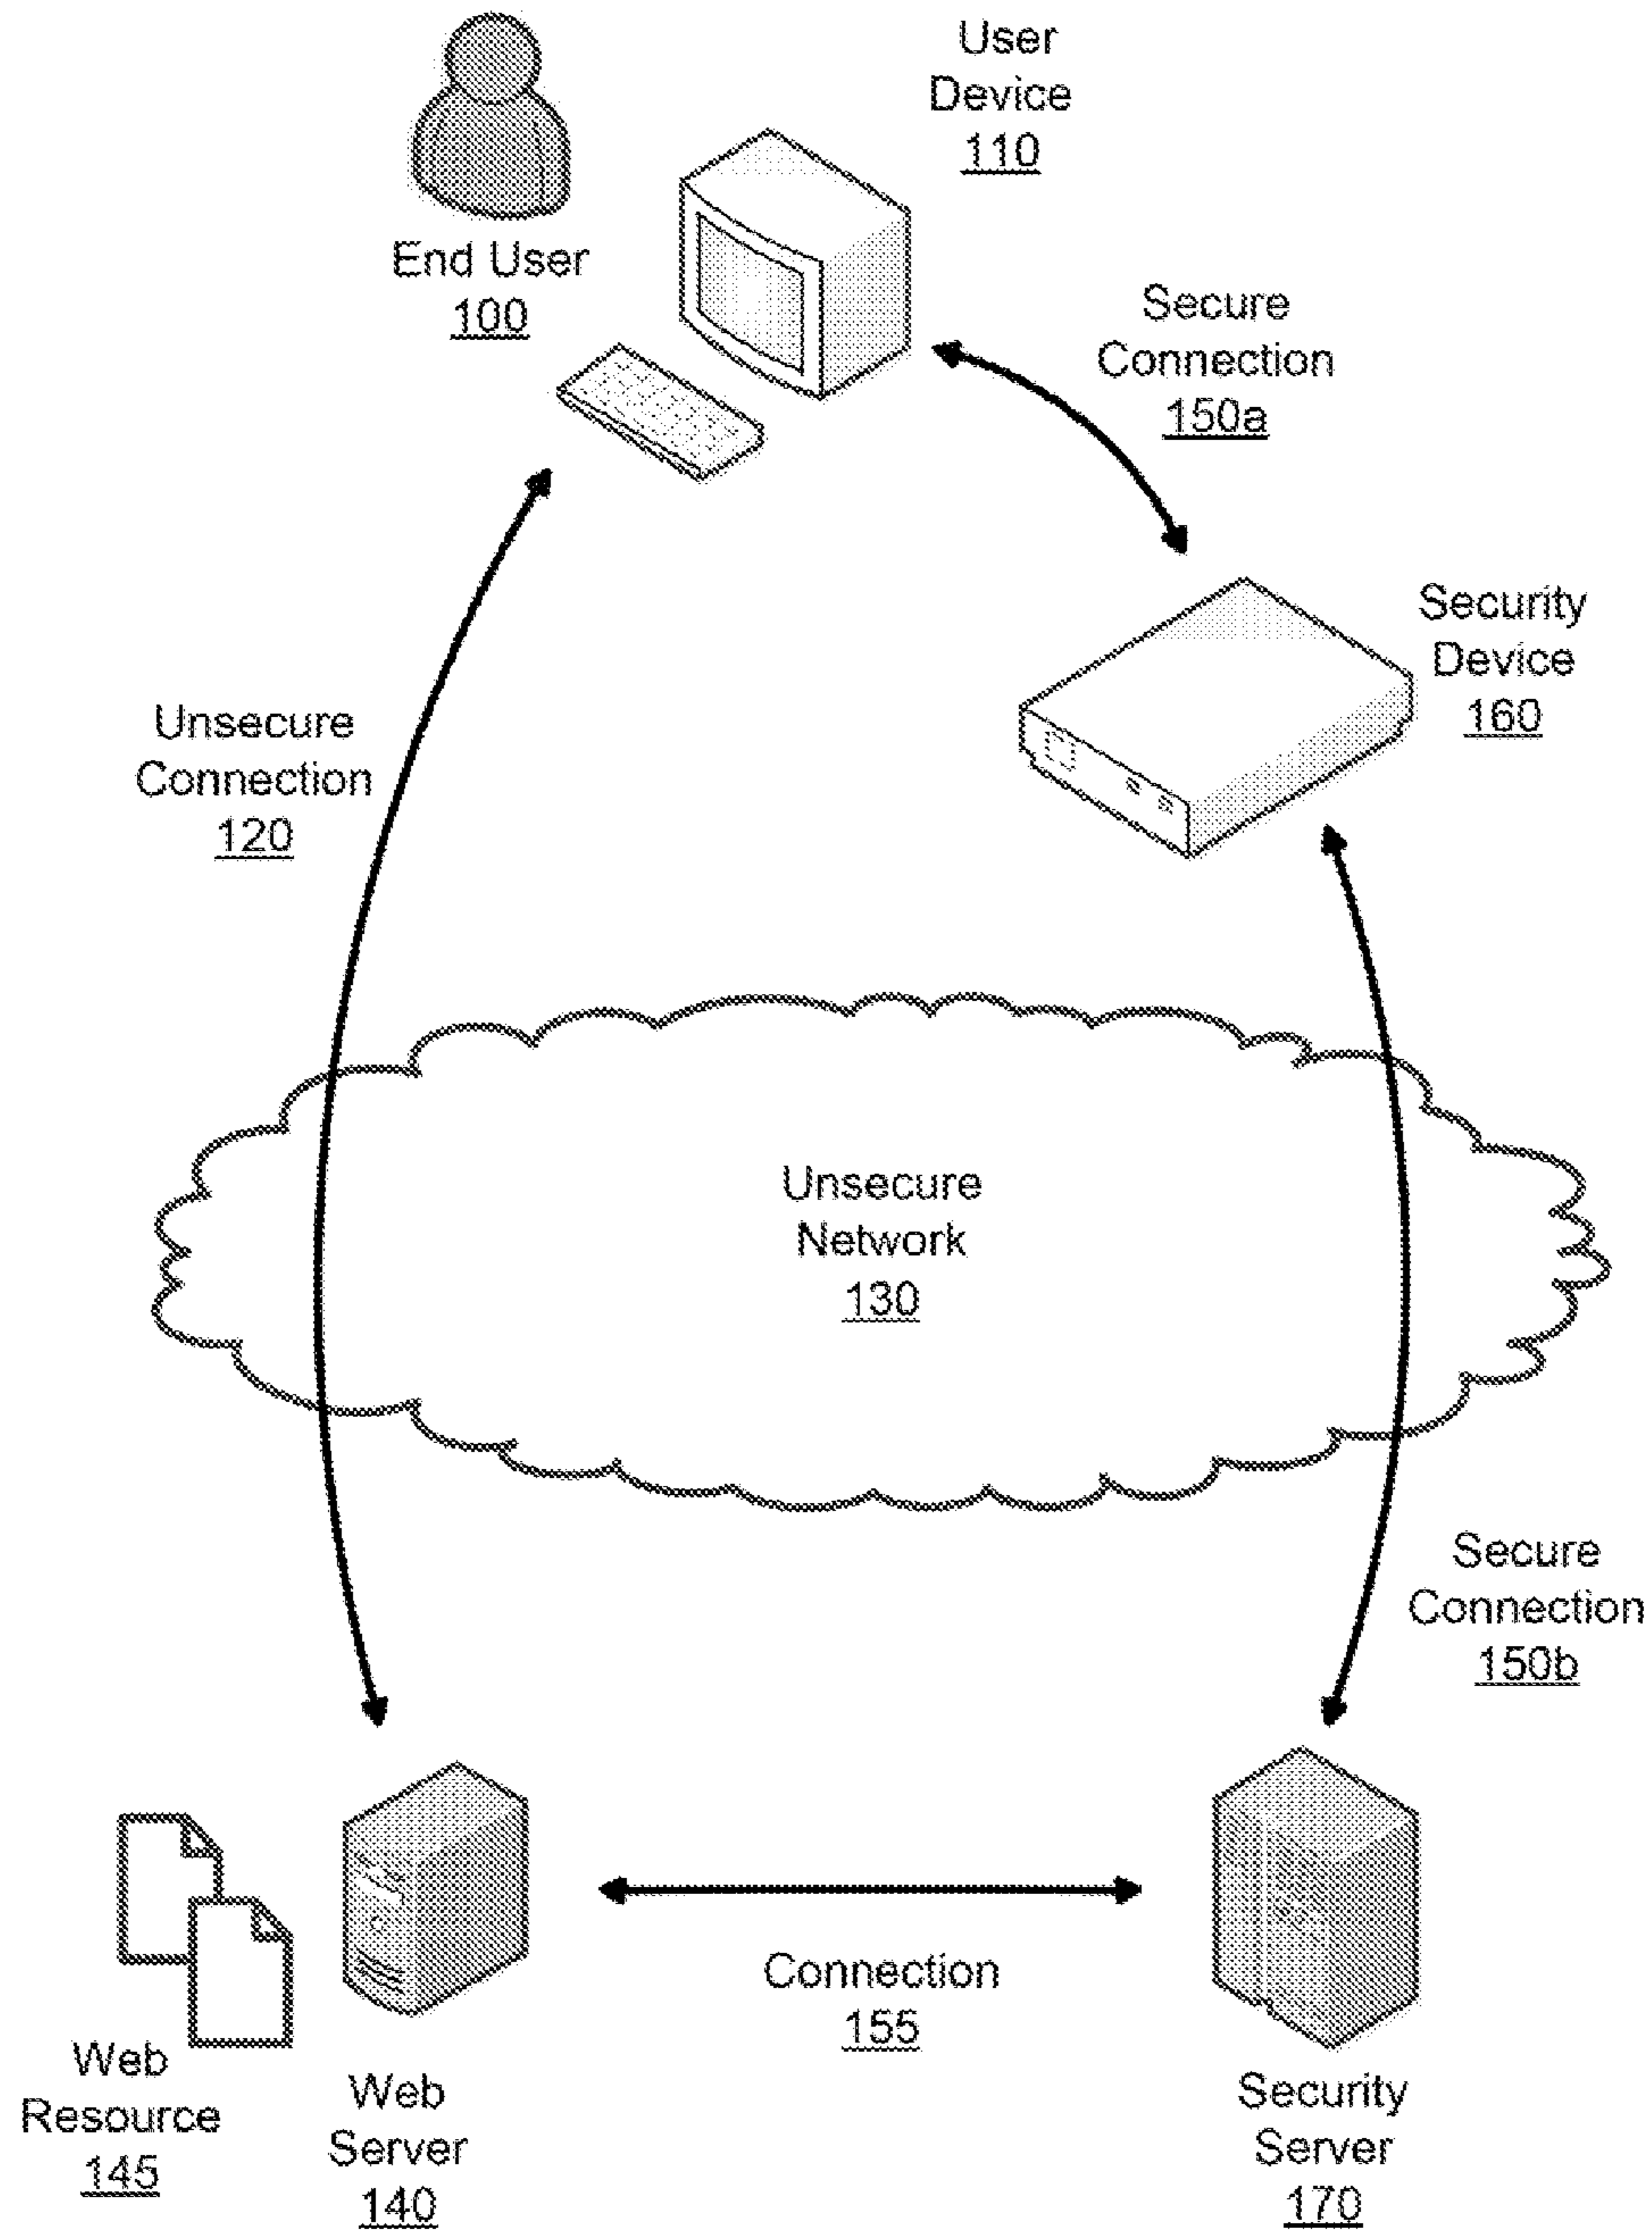 User
Device
110
End User
100
Secure
Connection
150a
Security
Device
160
Unsecure
Connection
120
Unsecure
Network
130
Secure
Connection
150b
Connection
155
Web
Resource
145
Web
Server
140
Security
Server
170